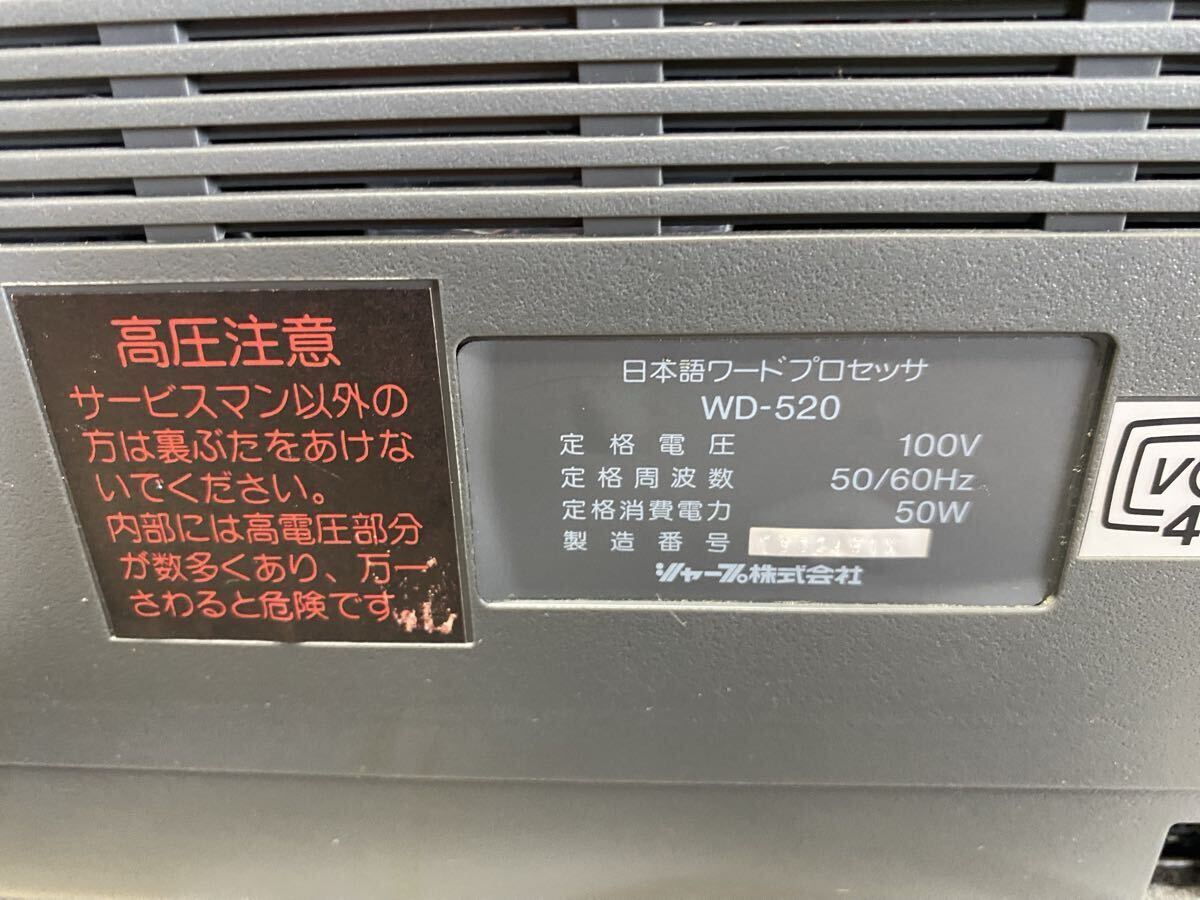 高圧注意
サービスマン以外の
方は裏ぶたをあけな
いでください。
内部には高電圧部分
が数多くあり、万一
さわると危険です
日本語ワードプロセッサ
WD-520
定格電圧 100V
定格周波数 50/60Hz
定格消費電力 50W
製造番号
シャープ株式会社